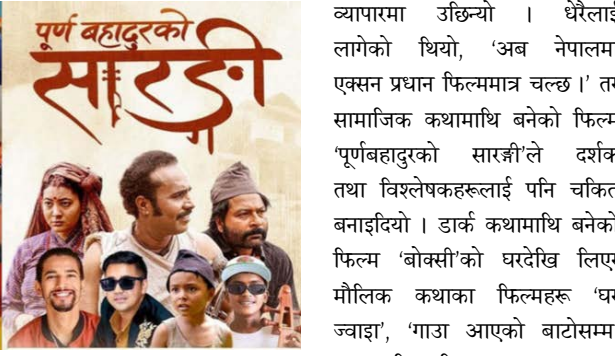 पूर्ण बहादुरको
सारङ्गी
व्यापारमा उछिन्यो । धेरैलाई
लागेको थियो, ‘अब नेपालमा
एक्सन प्रधान फिल्ममात्र चल्छ ।’ तर
सामाजिक कथामाथि बनेको फिल्म
‘पूर्णबहादुरको सारङ्गी’ले दर्शक
तथा विश्लेषकहरूलाई पनि चकित
बनाइदियो । डार्क कथामाथि बनेको
फिल्म ‘बोक्सी’को घरदेखि लिएर
मौलिक कथाका फिल्महरू ‘घर
ज्वाइा’, ‘गाउा आएको बाटोसम्म